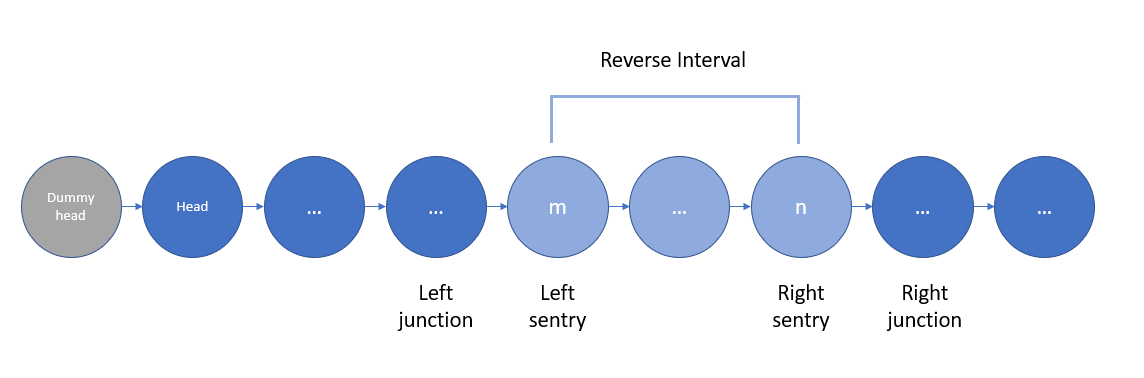 Reverse Interval
Dummy
head
Head
...
...
m
...
n
...
...
Left
junction
Left
sentry
Right
sentry
Right
junction